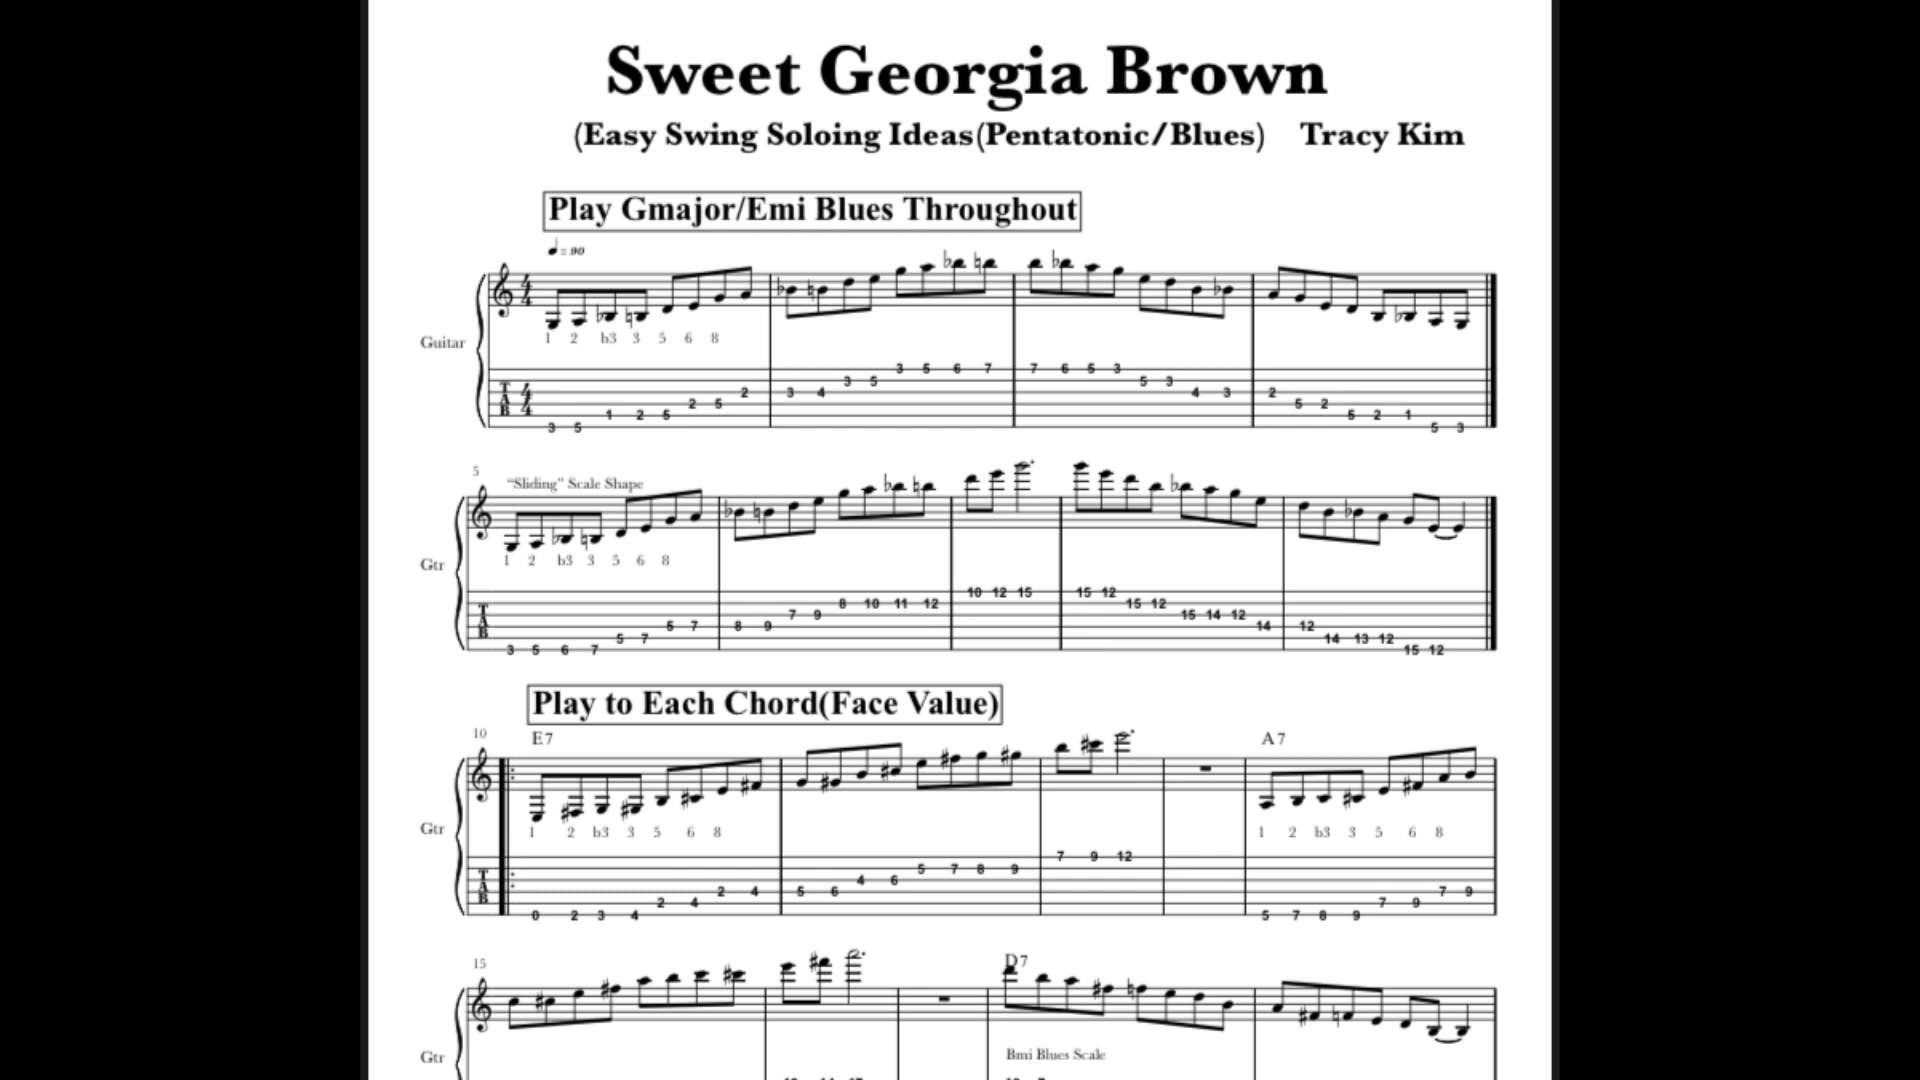 Sweet Georgia Brown
(Easy Swing Soloing Ideas(Pentatonic/Blues) Tracy Kim
Play Gmajor/Emi Blues Throughout
♩ = 90
4 4
Guitar
1 2 b3 3 5 6 8
3 5 6 7 7 6 5 3
3 5 5 3
2 3 4 4 3 2
T A B 4 4
2 5 5 2
1 2 5 5 2 1
3 5 5 3
5
"Sliding" Scale Shape
Gtr
1 2 b3 3 5 6 8
10 12 15 15 12
8 10 11 12 15 12
7 9 15 14 12
T A B
5 7 8 9 14 12
5 7 14 13 12
3 5 6 7 15 12
Play to Each Chord(Face Value)
10
E7 A7
Gtr
1 2 b3 3 5 6 8 1 2 b3 3 5 6 8
7 9 12
5 7 8 9
T A B
4 6
2 4 5 6 7 9
2 4 7 9
0 2 3 4 5 7 8 9
15
D7
Gtr
Bmi Blues Scale